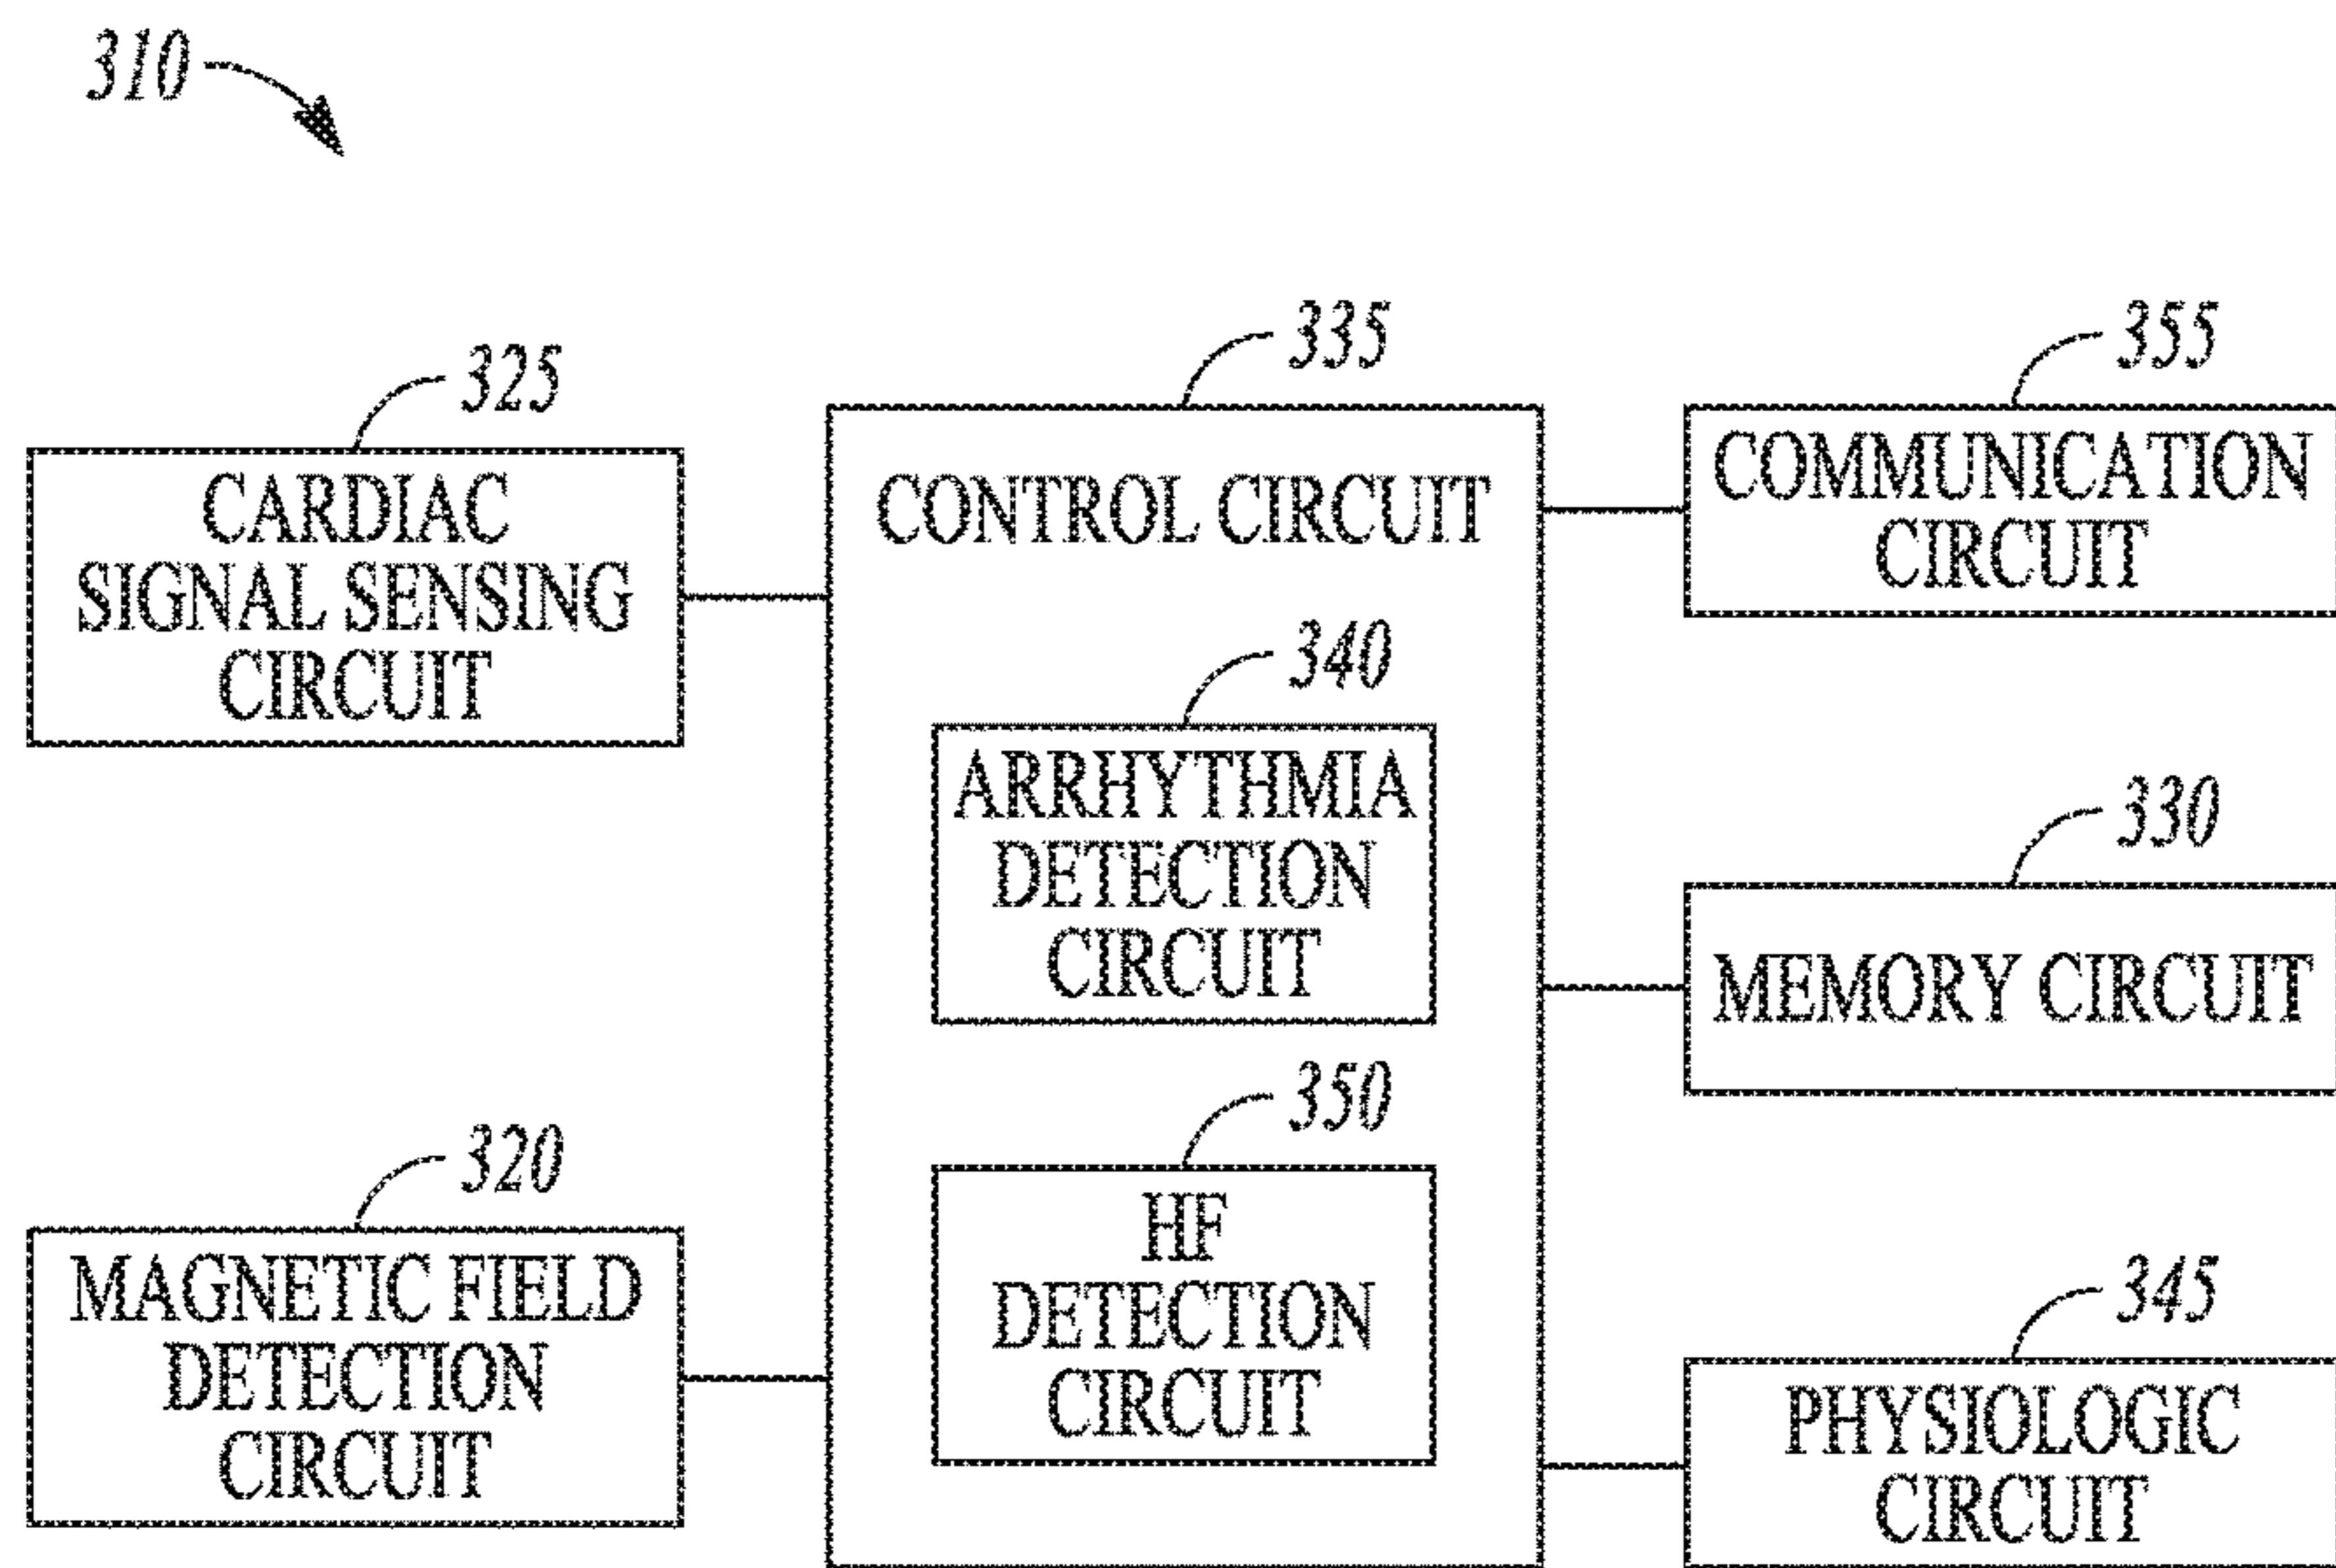 310
325
CARDIAC
SIGNAL SENSING
CIRCUIT
320
MAGNETIC FIELD
DETECTION
CIRCUIT
335
CONTROL CIRCUIT
340
ARRHYTHMIA
DETECTION
CIRCUIT
350
HF
DETECTION
CIRCUIT
355
COMMUNICATION
CIRCUIT
330
MEMORY CIRCUIT
345
PHYSIOLOGIC
CIRCUIT